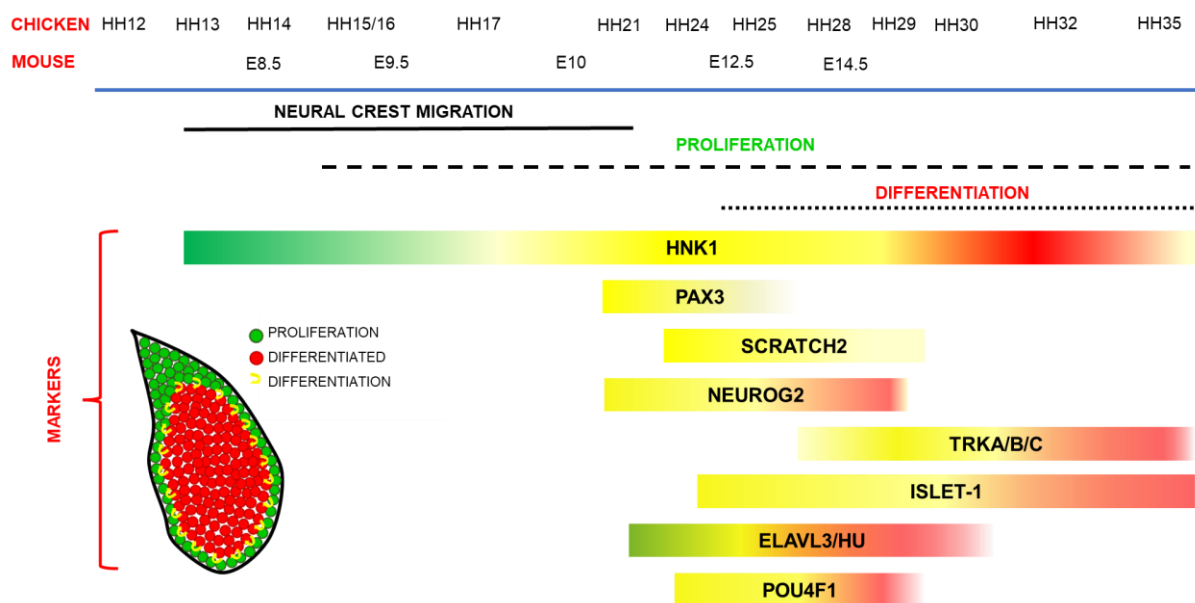 CHICKEN HH12 HH13 HH14 HH15/16 HH17 HH21 HH24 HH25 HH28 HH29 HH30 HH32 HH35
MOUSE E8.5 E9.5 E10 E12.5 E14.5
NEURAL CREST MIGRATION
PROLIFERATION
DIFFERENTIATION
HNK1
PAX3
SCRATCH2
NEUROG2
TRKA/B/C
ISLET-1
ELAVL3/HU
POU4F1
MARKERS
PROLIFERATION
DIFFERENTIATED
DIFFERENTIATION